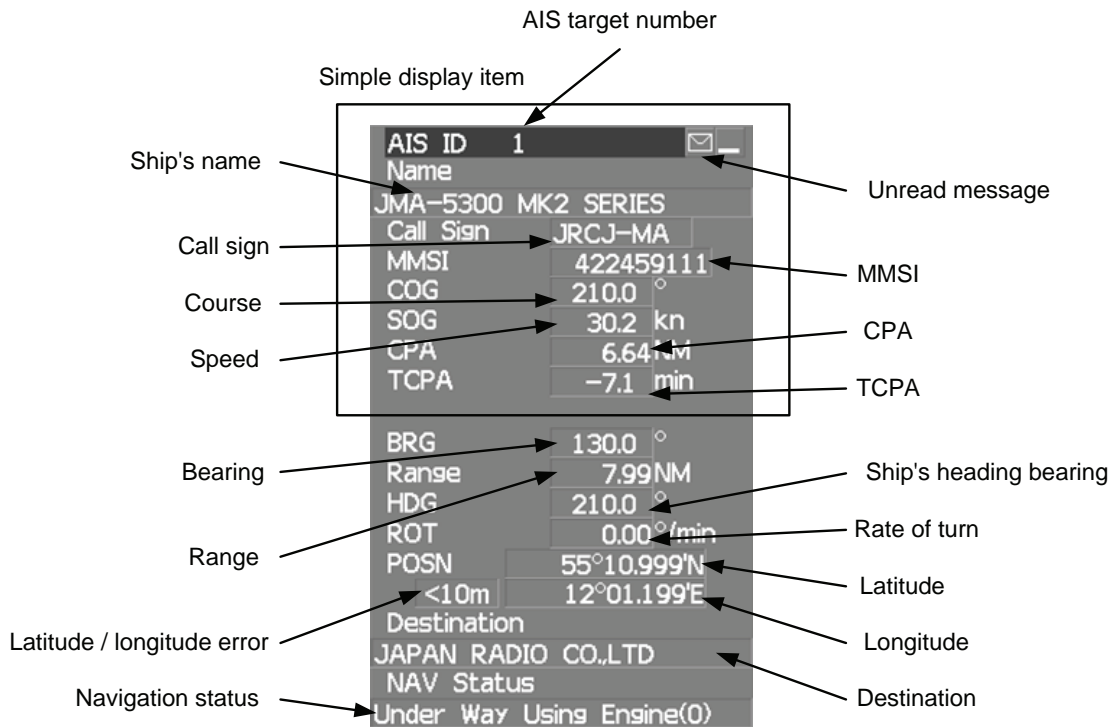 AIS target number
Simple display item
AIS ID 1
Ship's name
Name
Unread message
JMA-5300 MK2 SERIES
Call sign
Call Sign JRCJ-MA
MMSI 422459111
MMSI
Course
COG 210.0 °
SOG 30.2 kn
CPA
Speed
CPA 6.64 NM
TCPA -7.1 min
TCPA
BRG 130.0 °
Bearing
Range 7.99 NM
Ship's heading bearing
HDG 210.0 °
ROT 0.00 °/min
Rate of turn
Range
POSN 55°10.999'N
Latitude
<10m 12°01.199'E
Latitude / longitude error
Destination
Longitude
JAPAN RADIO CO.,LTD
NAV Status
Navigation status
Destination
Under Way Using Engine(0)